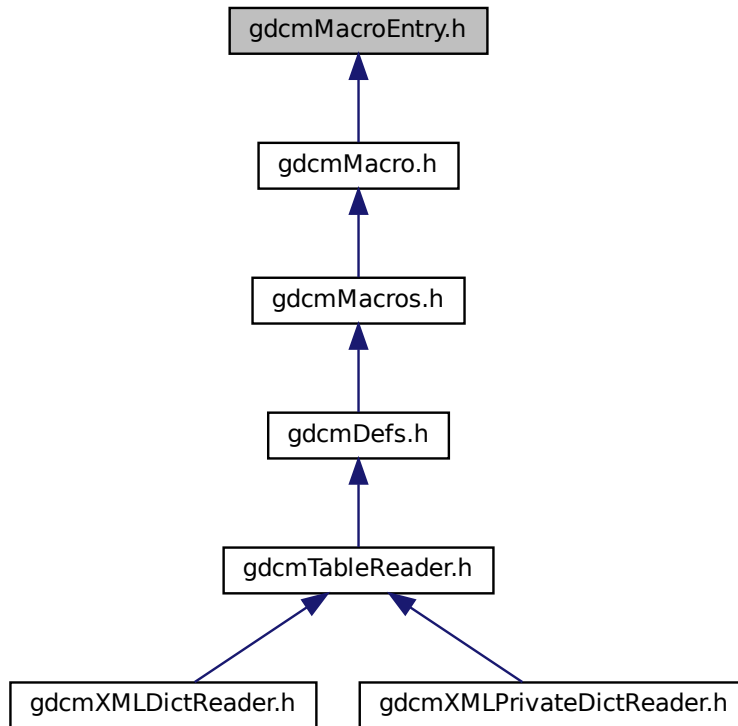 gdcmMacroEntry.h
gdcmMacro.h
gdcmMacros.h
gdcmDefs.h
gdcmTableReader.h
gdcmXMLDictReader.h
gdcmXMLPrivateDictReader.h